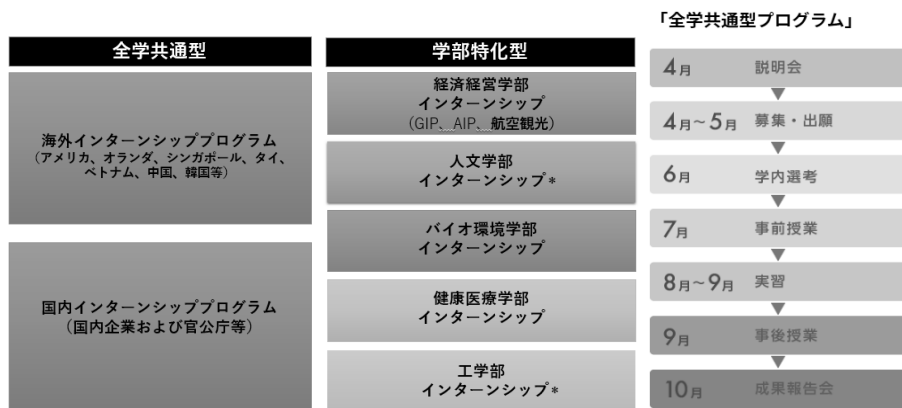 全学共通型
海外インターンシッププログラム
（アメリカ、オランダ、シンガポール、タイ、
ベトナム、中国、韓国等）
国内インターンシッププログラム
（国内企業および官公庁等）
学部特化型
経済経営学部
インターンシップ
（GIP、AIP、航空観光）
人文学部
インターンシップ*
バイオ環境学部
インターンシップ
健康医療学部
インターンシップ
工学部
インターンシップ*
「全学共通型プログラム」
4月 説明会
4月～5月 募集・出願
6月 学内選考
7月 事前授業
8月～9月 実習
9月 事後授業
10月 成果報告会